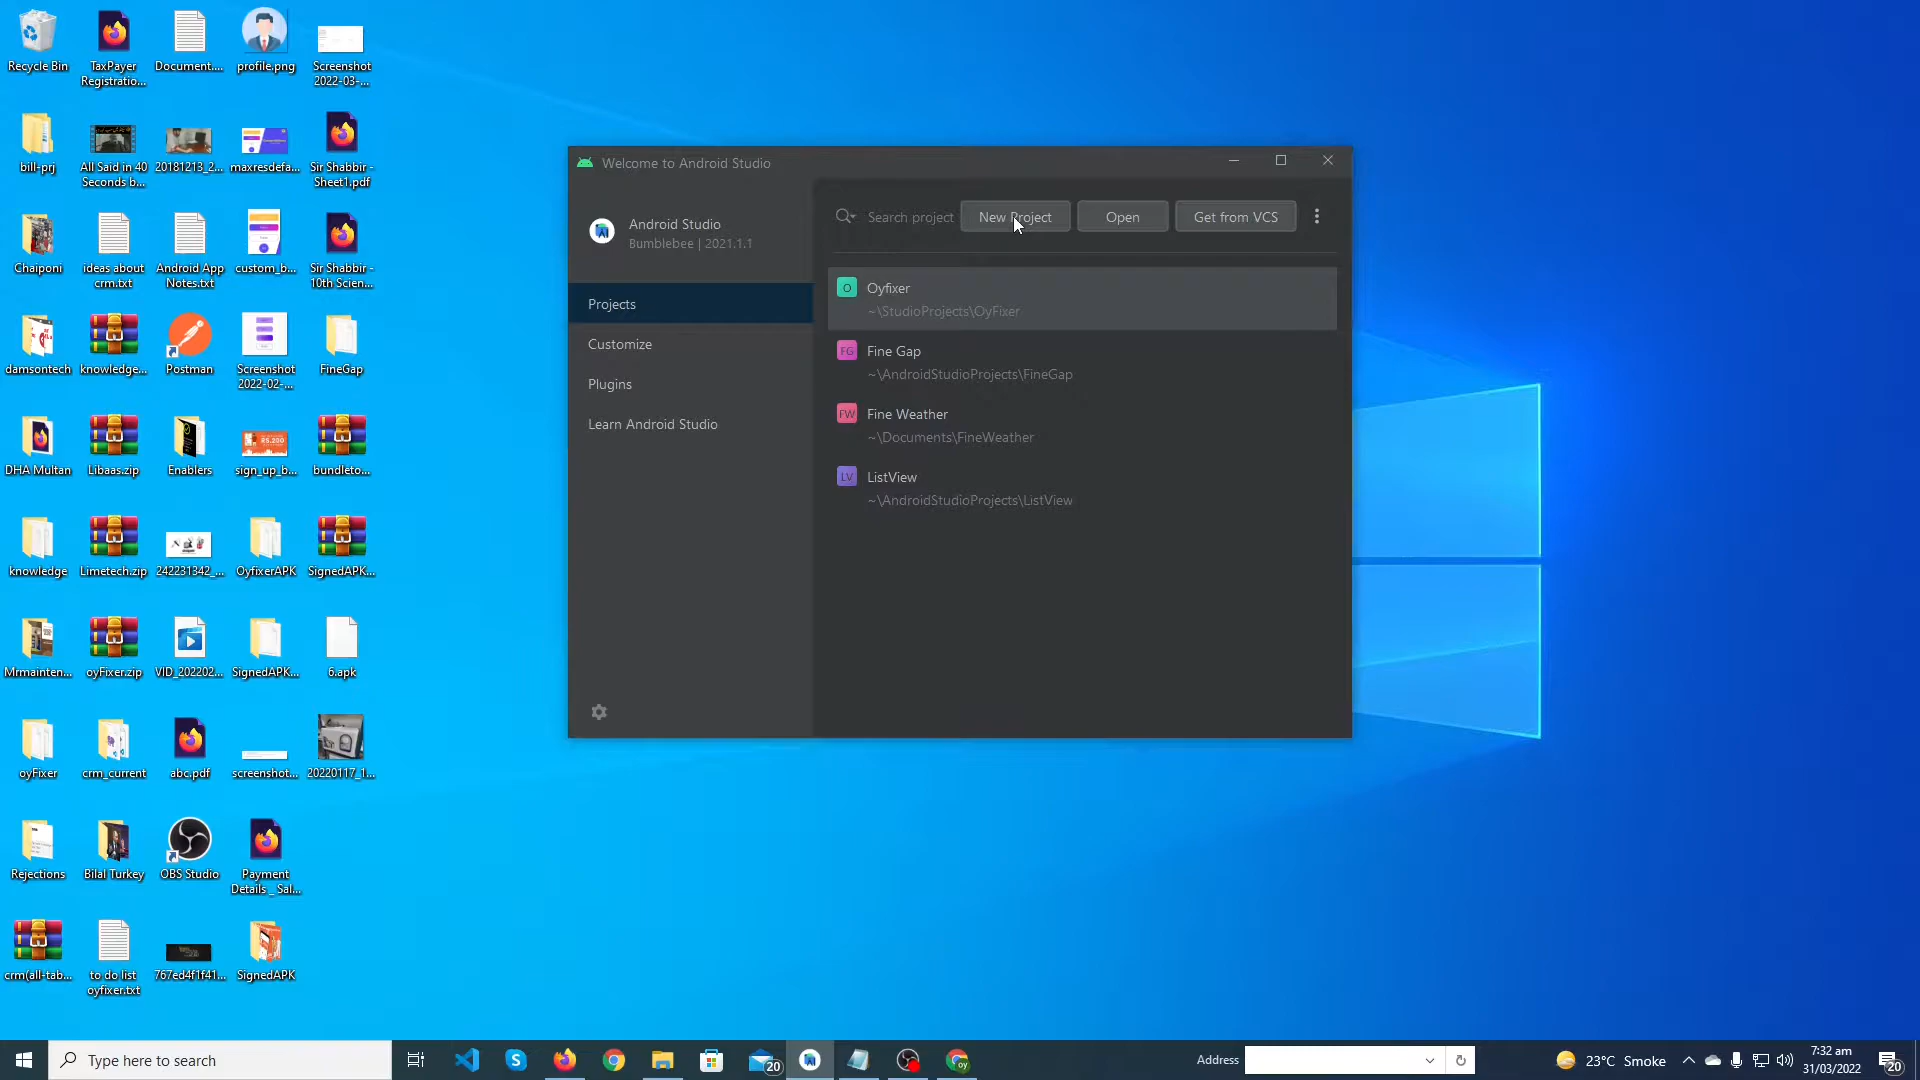 Recycle Bin
TaxPayer
Registratio...
Document....
profile.png
Screenshot
2022-03-...
bill-prj
All Said in 40
Seconds b...
20181213_2...
maxresdefa...
Sir Shabbir -
Sheet1.pdf
Chaiponi
ideas about
crm.txt
Android App
Notes.txt
custom_b...
Sir Shabbir -
10th Scien...
damsontech
knowledge...
Postman
Screenshot
2022-02-...
FineGap
DHA Multan
Libaas.zip
Enablers
sign_up_b...
bundleto...
knowledge
Limetech.zip
242231342_...
OyfixerAPK
SignedAPK...
Mrmainten...
oyFixer.zip
VID_202202...
SignedAPK...
6.apk
oyFixer
crm_current
abc.pdf
screenshot...
20220117_1...
Rejections
Bilal Turkey
OBS Studio
Payment
Details_ Sal...
crm(all-tab...
to do list
oyfixer.txt
767ed4f1f41...
SignedAPK
Welcome to Android Studio
Android Studio
Bumblebee | 2021.1.1
Projects
Customize
Plugins
Learn Android Studio
Search project
New Project
Open
Get from VCS
O
Oyfixer
~\StudioProjects\OyFixer
FG
Fine Gap
~\AndroidStudioProjects\FineGap
FW
Fine Weather
~\Documents\FineWeather
LV
ListView
~\AndroidStudioProjects\ListView
Type here to search
20
oy
Address
23°C Smoke
7:32 am
31/03/2022
20